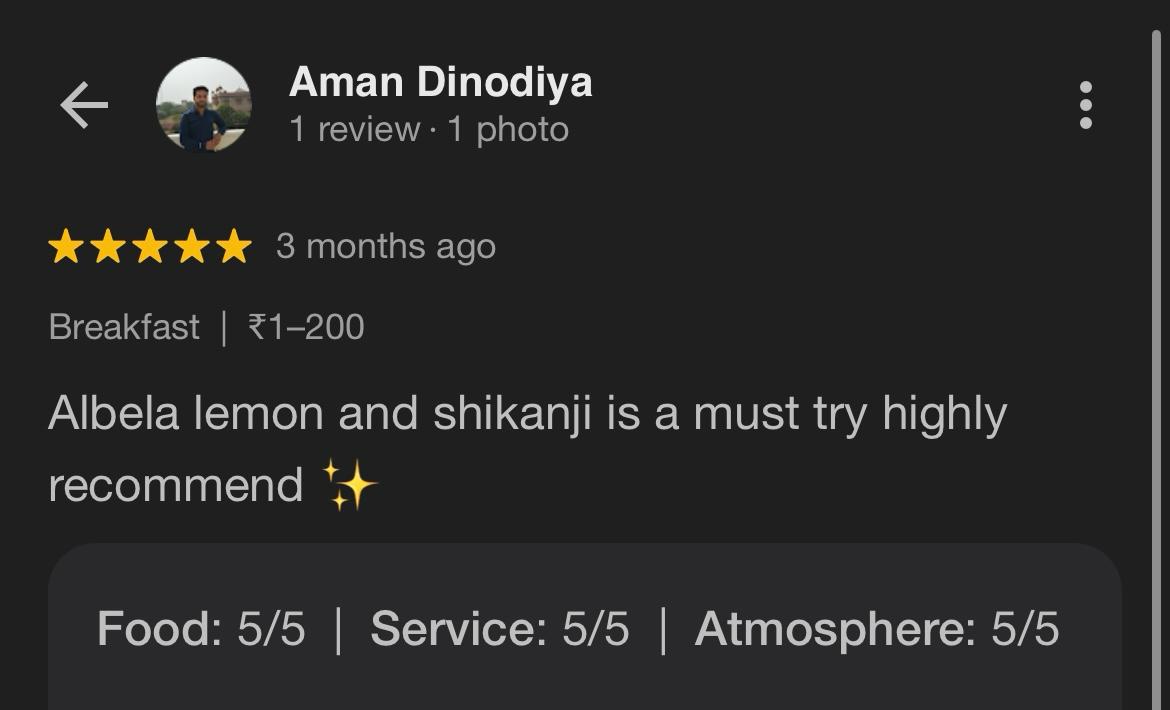 Aman Dinodiya
1 review · 1 photo
3 months ago
Breakfast | ₹1–200
Albela lemon and shikanji is a must try highly
recommend ✨
Food: 5/5 | Service: 5/5 | Atmosphere: 5/5